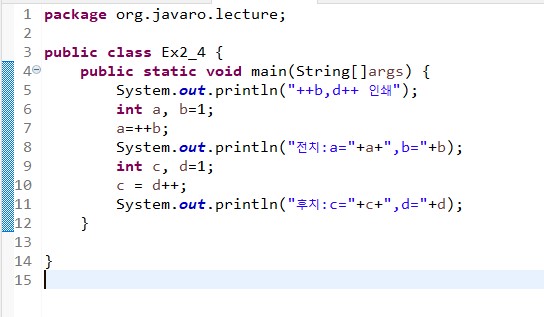 1 package org.javaro.lecture;
2
3 public class Ex2_4 {
4     public static void main(String[]args) {
5         System.out.println("++b,d++ 인쇄");
6         int a, b=1;
7         a=++b;
8         System.out.println("전치:a="+a+",b="+b);
9         int c, d=1;
10         c = d++;
11         System.out.println("후치:c="+c+",d="+d);
12     }
13
14 }
15